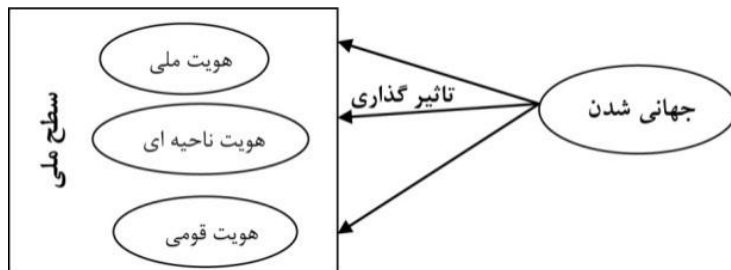 جهانی شدن
تاثیر گذاری
سطح ملی
هویت ملی
هویت ناحیه ای
هویت قومی